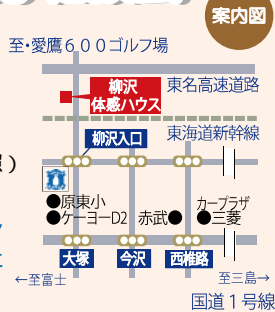 案内図
至・愛鷹600ゴルフ場
柳沢
体感ハウス
東名高速道路
柳沢入口
東海道新幹線
照)
●原東小
●ケーヨーD2
赤武●
カープラザ
●三菱
大塚
今沢
西椎路
←至富士
至三島→
国道1号線